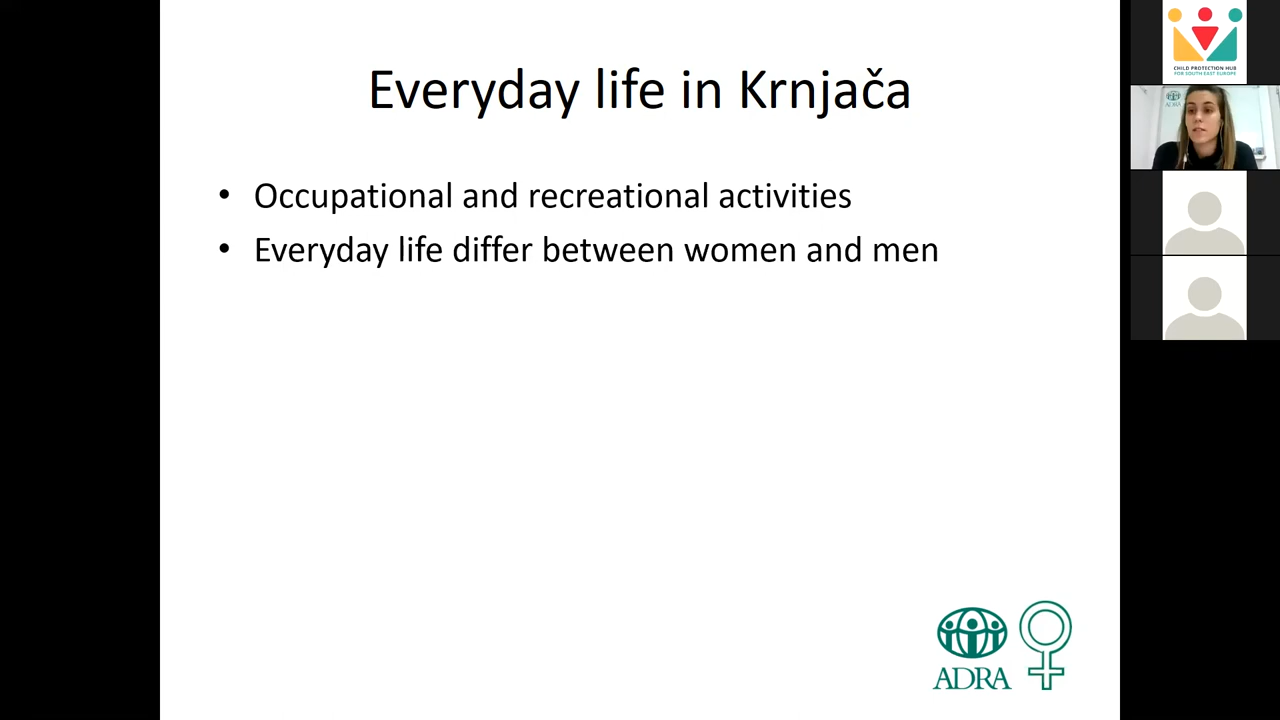 Everyday life in Krnjača
• Occupational and recreational activities
• Everyday life differ between women and men
ADRA
CHILD PROTECTION HUB
FOR SOUTH EAST EUROPE
ADRA